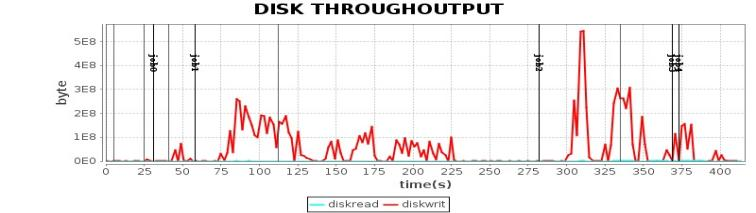 DISK THROUGHOUTPUT
byte
5E8
4E8
3E8
2E8
1E8
0E0
job0
job1
job2
job3
job4
0 25 50 75 100 125 150 175 200 225 250 275 300 325 350 375 400
time(s)
diskread diskwrit